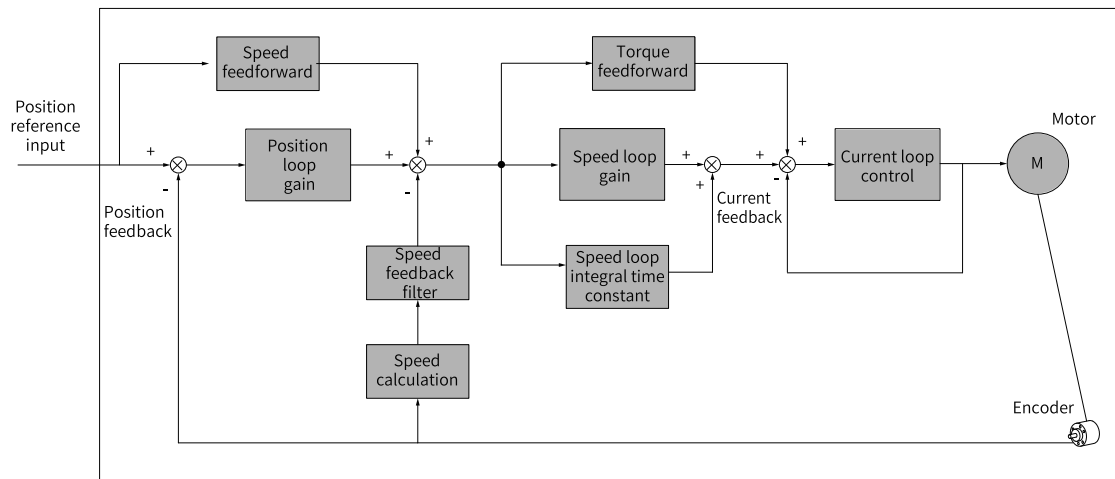 Speed
feedforward
Torque
feedforward
Position
reference
input
Motor
+
+
+
+
Position
loop
gain
+
+
Speed loop
gain
+
+
+
Current loop
control
M
-
-
-
Position
feedback
Current
feedback
Speed
feedback
filter
Speed loop
integral time
constant
Speed
calculation
Encoder